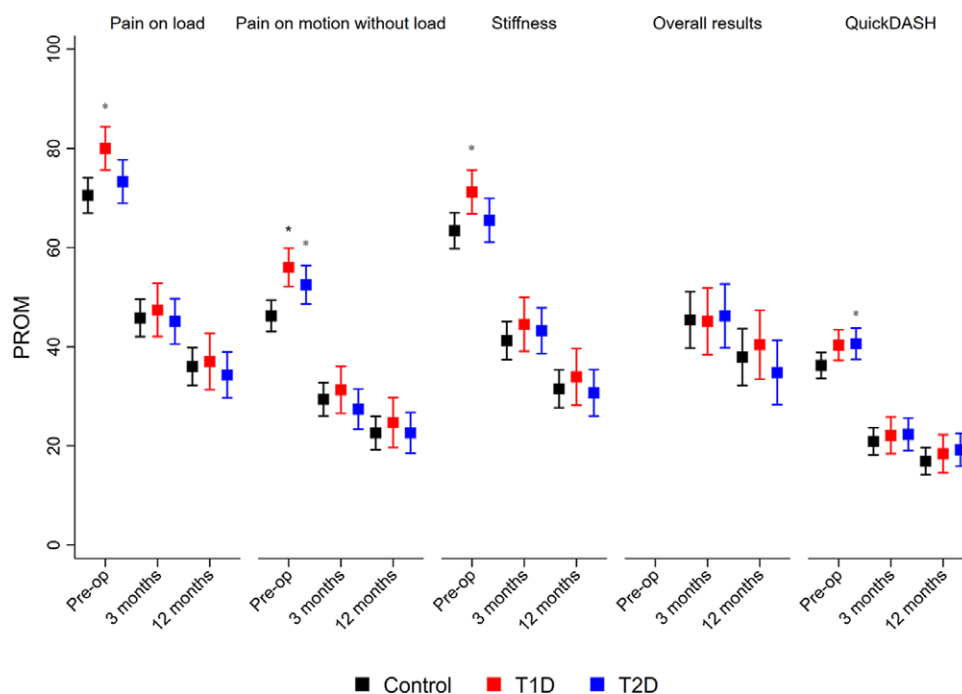 Pain on load Pain on motion without load Stiffness Overall results QuickDASH
100
*
80
*
* *
60
*
PROM
40
20
0
Pre-op 3 months 12 months Pre-op 3 months 12 months Pre-op 3 months 12 months Pre-op 3 months 12 months Pre-op 3 months 12 months
Control T1D T2D